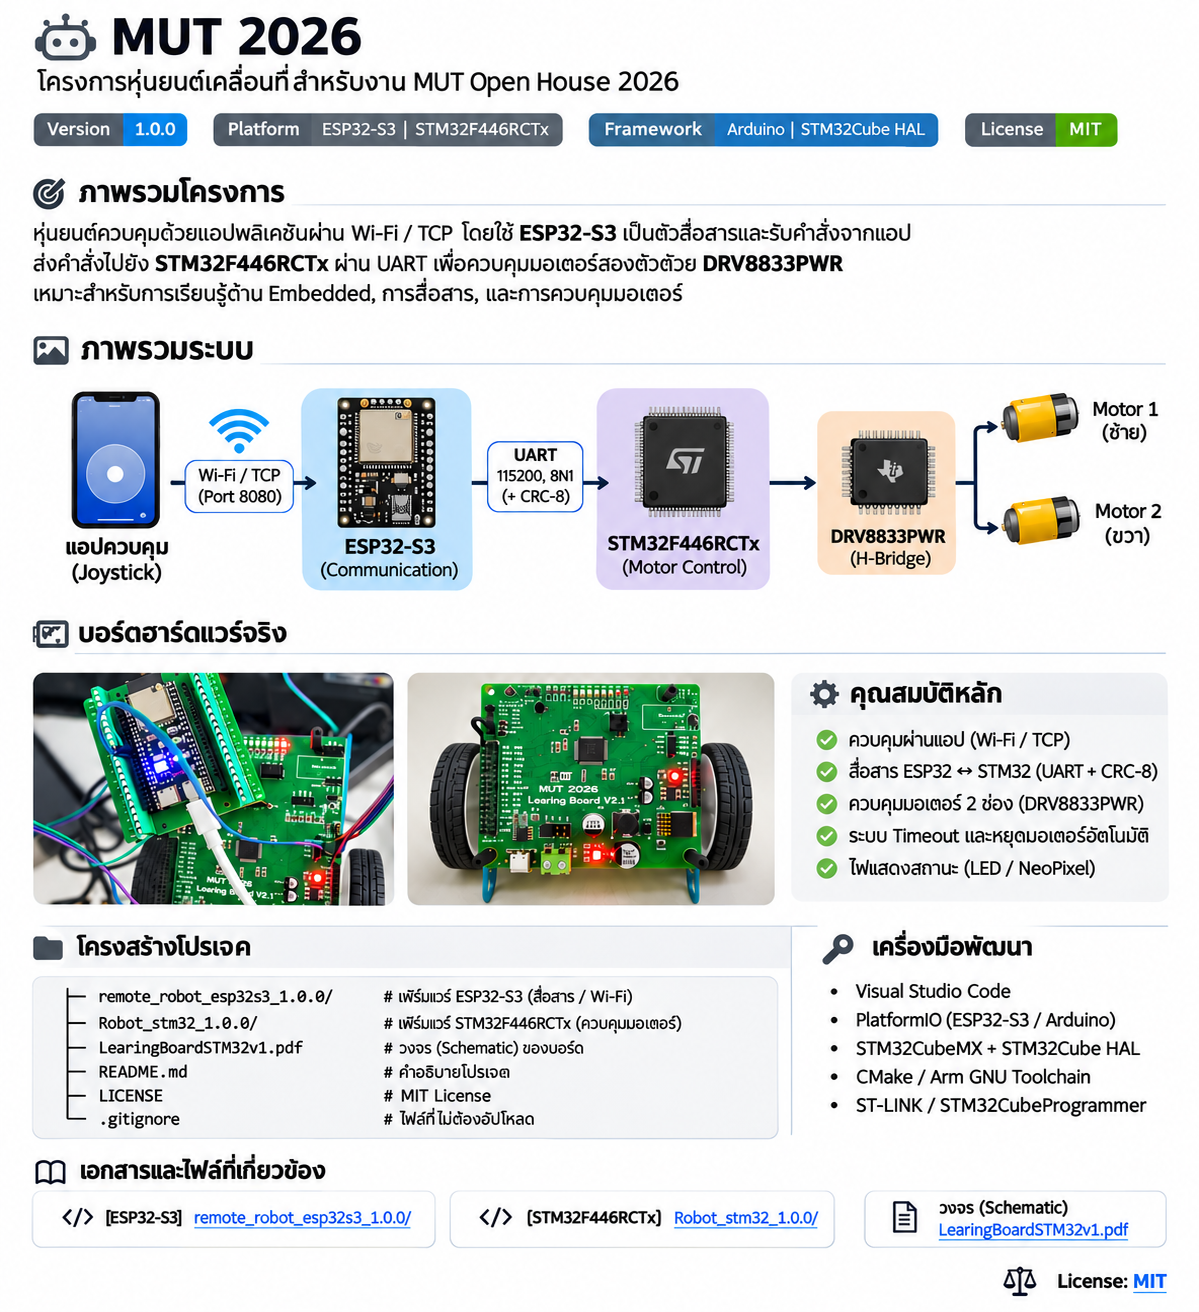 MUT 2026
โครงการหุ่นยนต์เคลื่อนที่สำหรับงาน MUT Open House 2026
Version 1.0.0
Platform ESP32-S3 | STM32F446RCTx
Framework Arduino | STM32Cube HAL
License MIT
ภาพรวมโครงการ
หุ่นยนต์ควบคุมด้วยแอปพลิเคชันผ่าน Wi-Fi / TCP โดยใช้ ESP32-S3 เป็นตัวสื่อสารและรับคำสั่งจากแอป
ส่งคำสั่งไปยัง STM32F446RCTx ผ่าน UART เพื่อควบคุมมอเตอร์สองตัวตัวย DRV8833PWR
เหมาะสำหรับการเรียนรู้ด้าน Embedded, การสื่อสาร, และการควบคุมมอเตอร์
ภาพรวมระบบ
แอปควบคุม
(Joystick)
Wi-Fi / TCP
(Port 8080)
ESP32-S3
(Communication)
UART
115200, 8N1
(+ CRC-8)
STM32F446RCTx
(Motor Control)
DRV8833PWR
(H-Bridge)
Motor 1
(ซ้าย)
Motor 2
(ขวา)
บอร์ดฮาร์ดแวร์จริง
MUT 2026
Learing Board V2.1
MUT 2026
Learing Board V2.1
คุณสมบัติหลัก
ควบคุมผ่านแอป (Wi-Fi / TCP)
สื่อสาร ESP32 ↔ STM32 (UART + CRC-8)
ควบคุมมอเตอร์ 2 ช่อง (DRV8833PWR)
ระบบ Timeout และหยุดมอเตอร์อัตโนมัติ
ไฟแสดงสถานะ (LED / NeoPixel)
โครงสร้างโปรเจค
remote_robot_esp32s3_1.0.0/ # เฟิร์มแวร์ ESP32-S3 (สื่อสาร / Wi-Fi)
Robot_stm32_1.0.0/ # เฟิร์มแวร์ STM32F446RCTx (ควบคุมมอเตอร์)
LearingBoardSTM32v1.pdf # วงจร (Schematic) ของบอร์ด
README.md # คำอธิบายโปรเจต
LICENSE # MIT License
.gitignore # ไฟล์ที่ไม่ต้องอัปโหลด
เครื่องมือพัฒนา
• Visual Studio Code
• PlatformIO (ESP32-S3 / Arduino)
• STM32CubeMX + STM32Cube HAL
• CMake / Arm GNU Toolchain
• ST-LINK / STM32CubeProgrammer
เอกสารและไฟล์ที่เกี่ยวข้อง
</> [ESP32-S3] remote_robot_esp32s3_1.0.0/
</> [STM32F446RCTx] Robot_stm32_1.0.0/
วงจร (Schematic)
LearingBoardSTM32v1.pdf
License: MIT